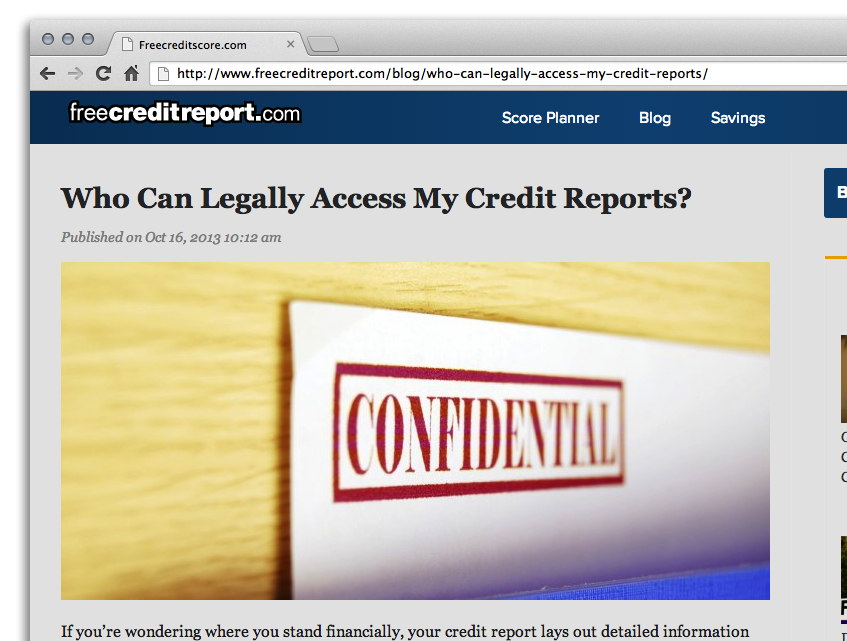 Freecreditscore.com
http://www.freecreditreport.com/blog/who-can-legally-access-my-credit-reports/
freecreditreport.com
Score Planner Blog Savings
Who Can Legally Access My Credit Reports?
Published on Oct 16, 2013 10:12 am
CONFIDENTIAL
If you're wondering where you stand financially, your credit report lays out detailed information